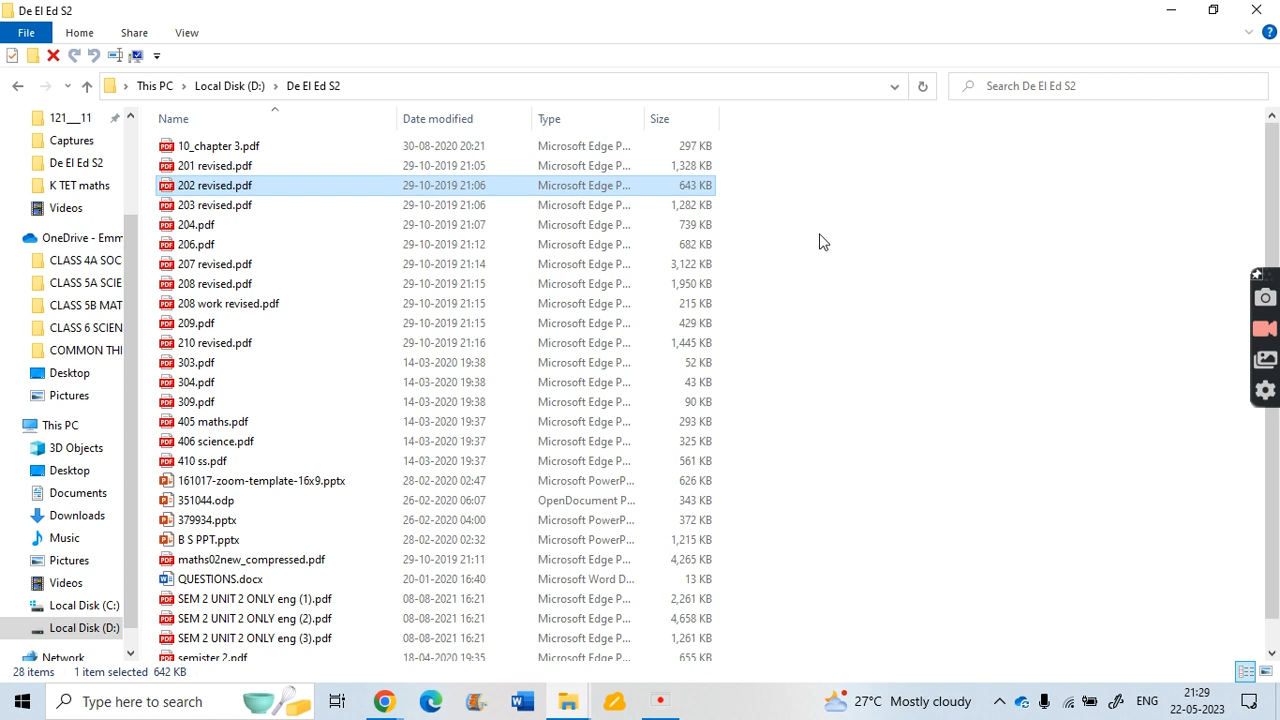 De El Ed S2
File Home Share View
This PC Local Disk (D:) De El Ed S2 Search De El Ed S2
Name Date modified Type Size
121___11
Captures
De El Ed S2
K TET maths
Videos
OneDrive - Emm
CLASS 4A SOC
CLASS 5A SCIE
CLASS 5B MAT
CLASS 6 SCIEN
COMMON THI
Desktop
Pictures
This PC
3D Objects
Desktop
Documents
Downloads
Music
Pictures
Videos
Local Disk (C:)
Local Disk (D:)
Network
10_chapter 3.pdf 30-08-2020 20:21 Microsoft Edge P... 297 KB
201 revised.pdf 29-10-2019 21:05 Microsoft Edge P... 1,328 KB
202 revised.pdf 29-10-2019 21:06 Microsoft Edge P... 643 KB
203 revised.pdf 29-10-2019 21:06 Microsoft Edge P... 1,282 KB
204.pdf 29-10-2019 21:07 Microsoft Edge P... 739 KB
206.pdf 29-10-2019 21:12 Microsoft Edge P... 682 KB
207 revised.pdf 29-10-2019 21:14 Microsoft Edge P... 3,122 KB
208 revised.pdf 29-10-2019 21:15 Microsoft Edge P... 1,950 KB
208 work revised.pdf 29-10-2019 21:15 Microsoft Edge P... 215 KB
209.pdf 29-10-2019 21:15 Microsoft Edge P... 429 KB
210 revised.pdf 29-10-2019 21:16 Microsoft Edge P... 1,445 KB
303.pdf 14-03-2020 19:38 Microsoft Edge P... 52 KB
304.pdf 14-03-2020 19:38 Microsoft Edge P... 43 KB
309.pdf 14-03-2020 19:38 Microsoft Edge P... 90 KB
405 maths.pdf 14-03-2020 19:37 Microsoft Edge P... 293 KB
406 science.pdf 14-03-2020 19:37 Microsoft Edge P... 325 KB
410 ss.pdf 14-03-2020 19:37 Microsoft Edge P... 561 KB
161017-zoom-template-16x9.pptx 28-02-2020 02:47 Microsoft PowerP... 626 KB
351044.odp 26-02-2020 06:07 OpenDocument P... 343 KB
379934.pptx 26-02-2020 04:00 Microsoft PowerP... 372 KB
B S PPT.pptx 28-02-2020 02:32 Microsoft PowerP... 1,215 KB
maths02new_compressed.pdf 29-10-2019 21:11 Microsoft Edge P... 4,265 KB
QUESTIONS.docx 20-01-2020 16:40 Microsoft Word D... 13 KB
SEM 2 UNIT 2 ONLY eng (1).pdf 08-08-2021 16:21 Microsoft Edge P... 2,261 KB
SEM 2 UNIT 2 ONLY eng (2).pdf 08-08-2021 16:21 Microsoft Edge P... 4,658 KB
SEM 2 UNIT 2 ONLY eng (3).pdf 08-08-2021 16:21 Microsoft Edge P... 1,261 KB
semister 2.pdf 18-04-2020 19:35 Microsoft Edge P... 655 KB
28 items 1 item selected 642 KB
Type here to search 27°C Mostly cloudy ENG 21:29
22-05-2023